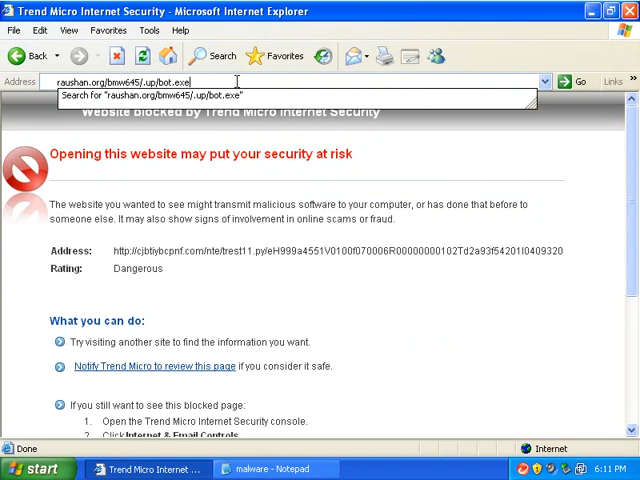 Trend Micro Internet Security - Microsoft Internet Explorer
File Edit View Favorites Tools Help
Back Search Favorites
Address raushan.org/bmw645/.up/bot.exe Go Links
Search for "raushan.org/bmw645/.up/bot.exe"
Website blocked by Trend Micro Internet Security
Opening this website may put your security at risk
The website you wanted to see might transmit malicious software to your computer, or has done that before to
someone else. It may also show signs of involvement in online scams or fraud.
Address: http://cjbtiybcpnf.com/nte/trest11.py/eH999a4551V0100f070006R00000000102Td2a93f54201l0409320
Rating: Dangerous
What you can do:
Try visiting another site to find the information you want.
Notify Trend Micro to review this page if you consider it safe.
If you still want to see this blocked page:
1. Open the Trend Micro Internet Security console.
2. Click Internet & Email Controls
Done Internet
start Trend Micro Internet ... malware - Notepad 6:11 PM